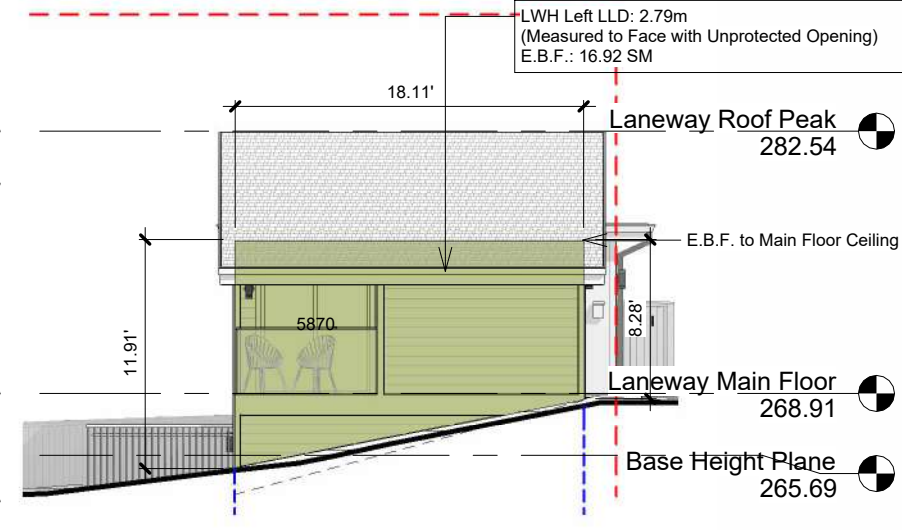 LWH Left LLD: 2.79m
(Measured to Face with Unprotected Opening)
E.B.F.: 16.92 SM
18.11'
Laneway Roof Peak
282.54
E.B.F. to Main Floor Ceiling
11.91'
5870
8.28'
Laneway Main Floor
268.91
Base Height Plane
265.69